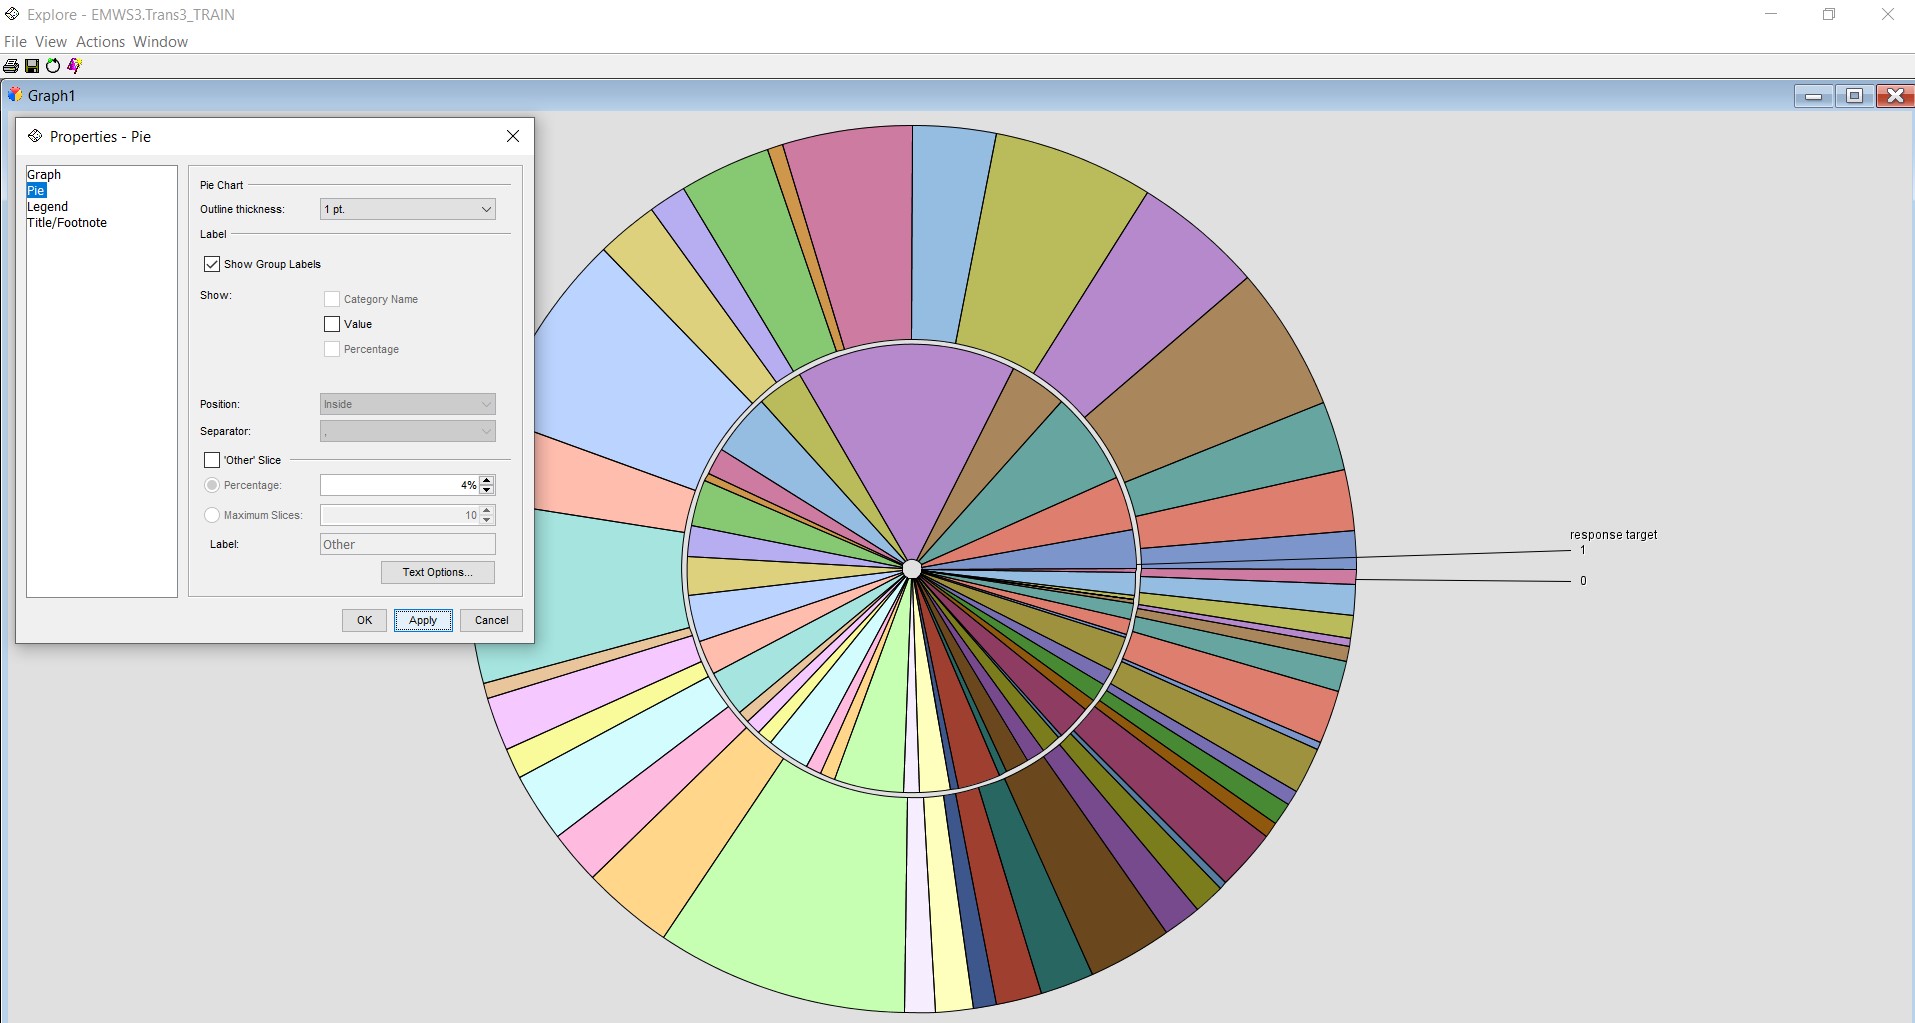 Explore - EMWS3.Trans3_TRAIN
File View Actions Window
Graph1
Properties - Pie
Graph
Pie
Legend
Title/Footnote
Pie Chart
Outline thickness: 1 pt.
Label
Show Group Labels
Show: Category Name
Value
Percentage
Position: Inside
Separator: ,
'Other' Slice
Percentage: 4%
Maximum Slices: 10
Label: Other
Text Options...
OK Apply Cancel
response target
1
0